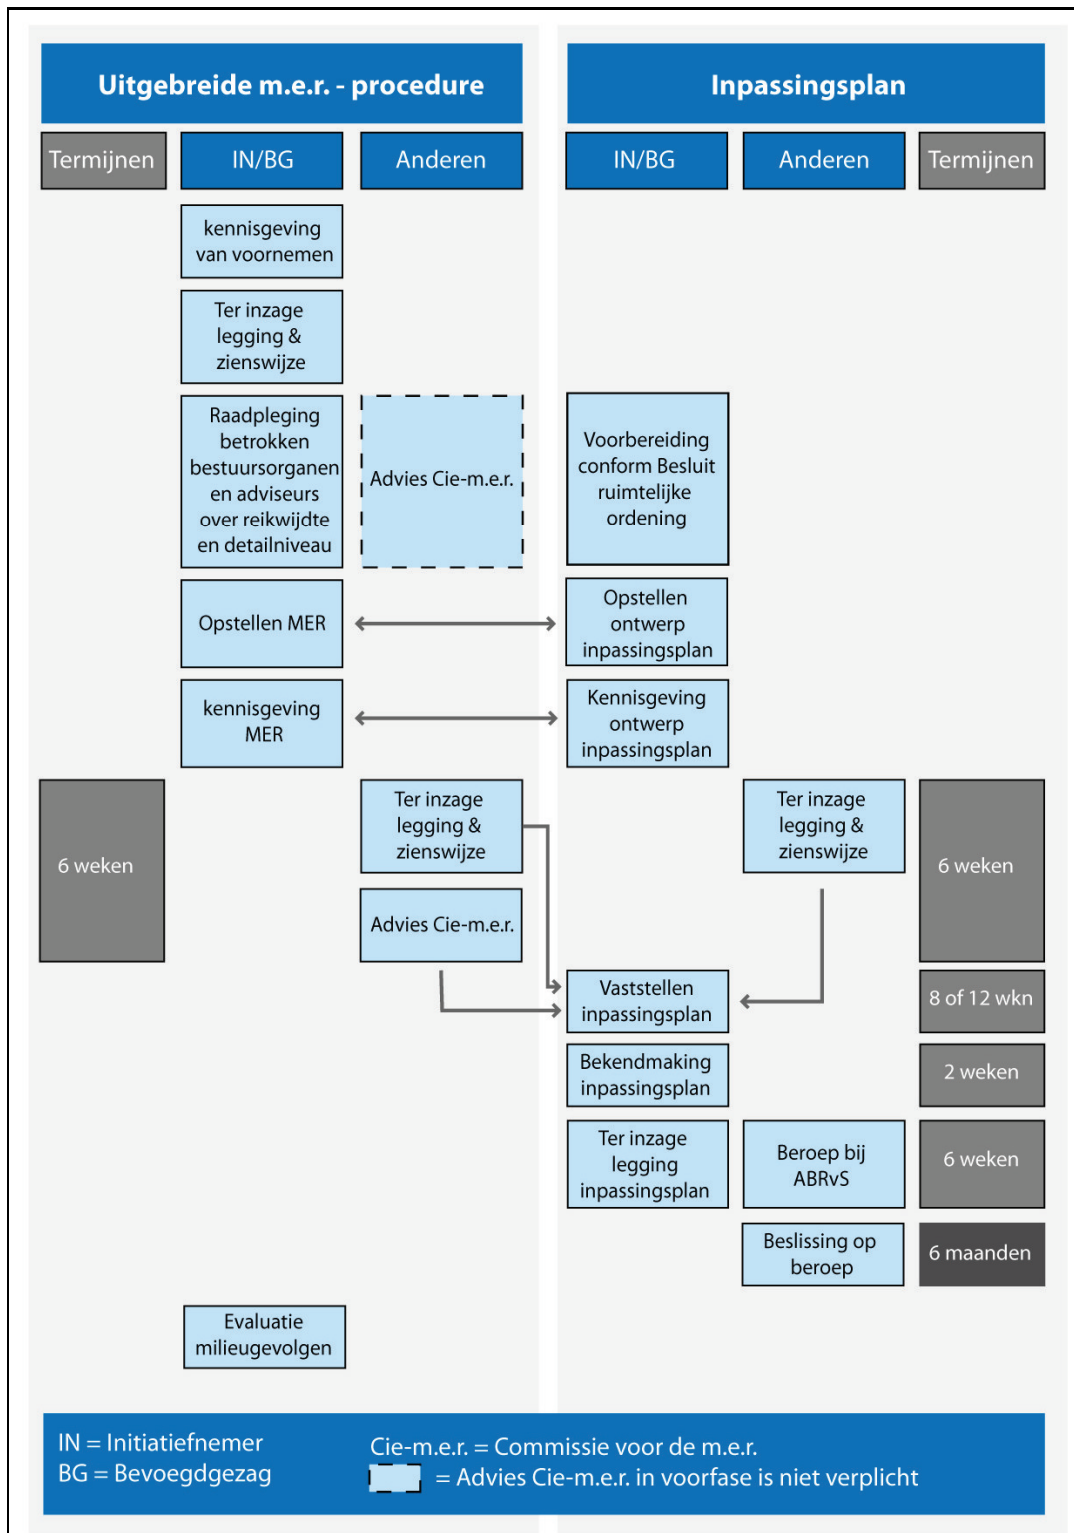 Uitgebreide m.e.r. - procedure
Inpassingsplan
Termijnen
IN/BG
Anderen
IN/BG
Anderen
Termijnen
kennisgeving
van voornemen
Ter inzage
legging &
zienswijze
Raadpleging
betrokken
bestuursorganen
en adviseurs
over reikwijdte
en detailniveau
Advies Cie-m.e.r.
Voorbereiding
conform Besluit
ruimtelijke
ordening
Opstellen MER
Opstellen
ontwerp
inpassingsplan
kennisgeving
MER
Kennisgeving
ontwerp
inpassingsplan
6 weken
Ter inzage
legging &
zienswijze
Ter inzage
legging &
zienswijze
6 weken
Advies Cie-m.e.r.
Vaststellen
inpassingsplan
8 of 12 wkn
Bekendmaking
inpassingsplan
2 weken
Ter inzage
legging
inpassingsplan
Beroep bij
ABRvS
6 weken
Beslissing op
beroep
6 maanden
Evaluatie
milieugevolgen
IN = Initiatiefnemer
BG = Bevoegdgezag
Cie-m.e.r. = Commissie voor de m.e.r.
= Advies Cie-m.e.r. in voorfase is niet verplicht